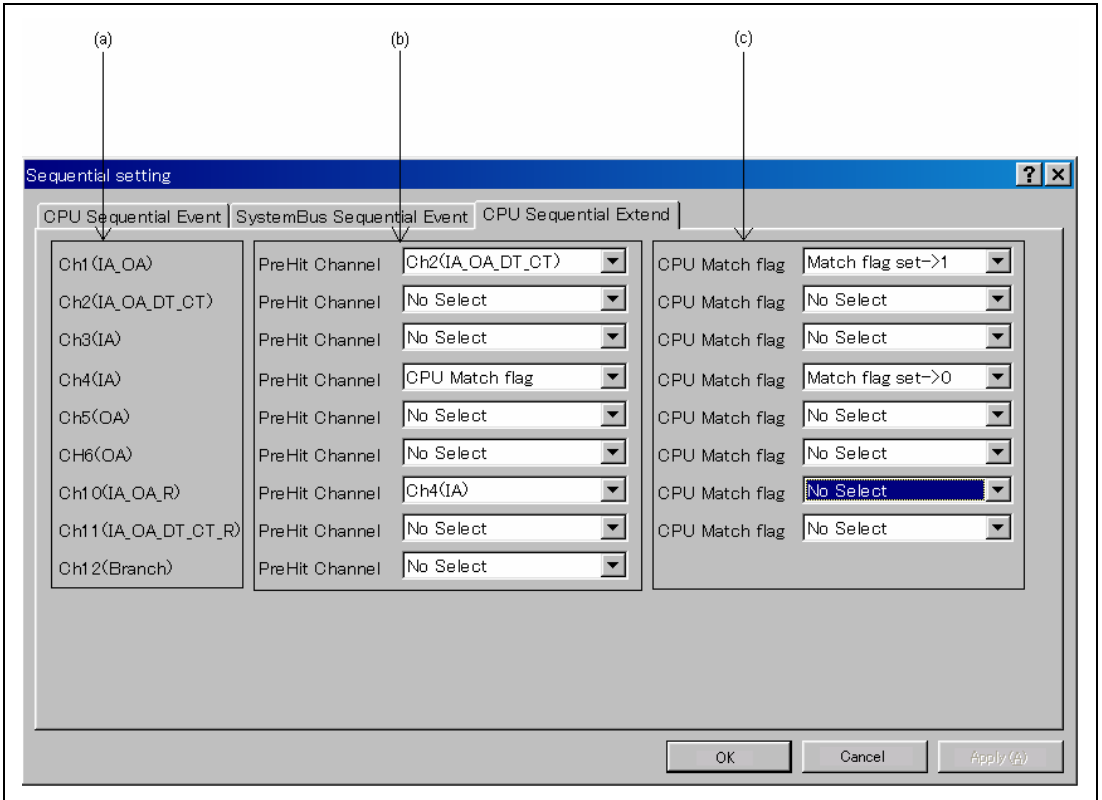 (a) (b) (c)
Sequential setting
CPU Sequential Event SystemBus Sequential Event CPU Sequential Extend
Ch1(IA_OA) PreHit Channel Ch2(IA_OA_DT_CT) CPU Match flag Match flag set->1
Ch2(IA_OA_DT_CT) PreHit Channel No Select CPU Match flag No Select
Ch3(IA) PreHit Channel No Select CPU Match flag No Select
Ch4(IA) PreHit Channel CPU Match flag CPU Match flag Match flag set->0
Ch5(OA) PreHit Channel No Select CPU Match flag No Select
CH6(OA) PreHit Channel No Select CPU Match flag No Select
Ch10(IA_OA_R) PreHit Channel Ch4(IA) CPU Match flag No Select
Ch11(IA_OA_DT_CT_R) PreHit Channel No Select CPU Match flag No Select
Ch12(Branch) PreHit Channel No Select
OK Cancel Apply(A)